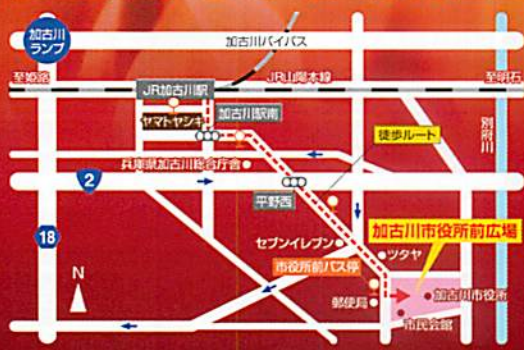 加古川
ランプ
加古川バイパス
至姫路
JR山陽本線
至明石
JR加古川駅
ヤマトヤシキ
加古川駅南
別府川
徒歩ルート
兵庫県加古川総合庁舎
2
平野西
18
加古川市役所前広場
セブンイレブン
ツタヤ
市役所前バス停
N
郵便局
加古川市役所
市民会館